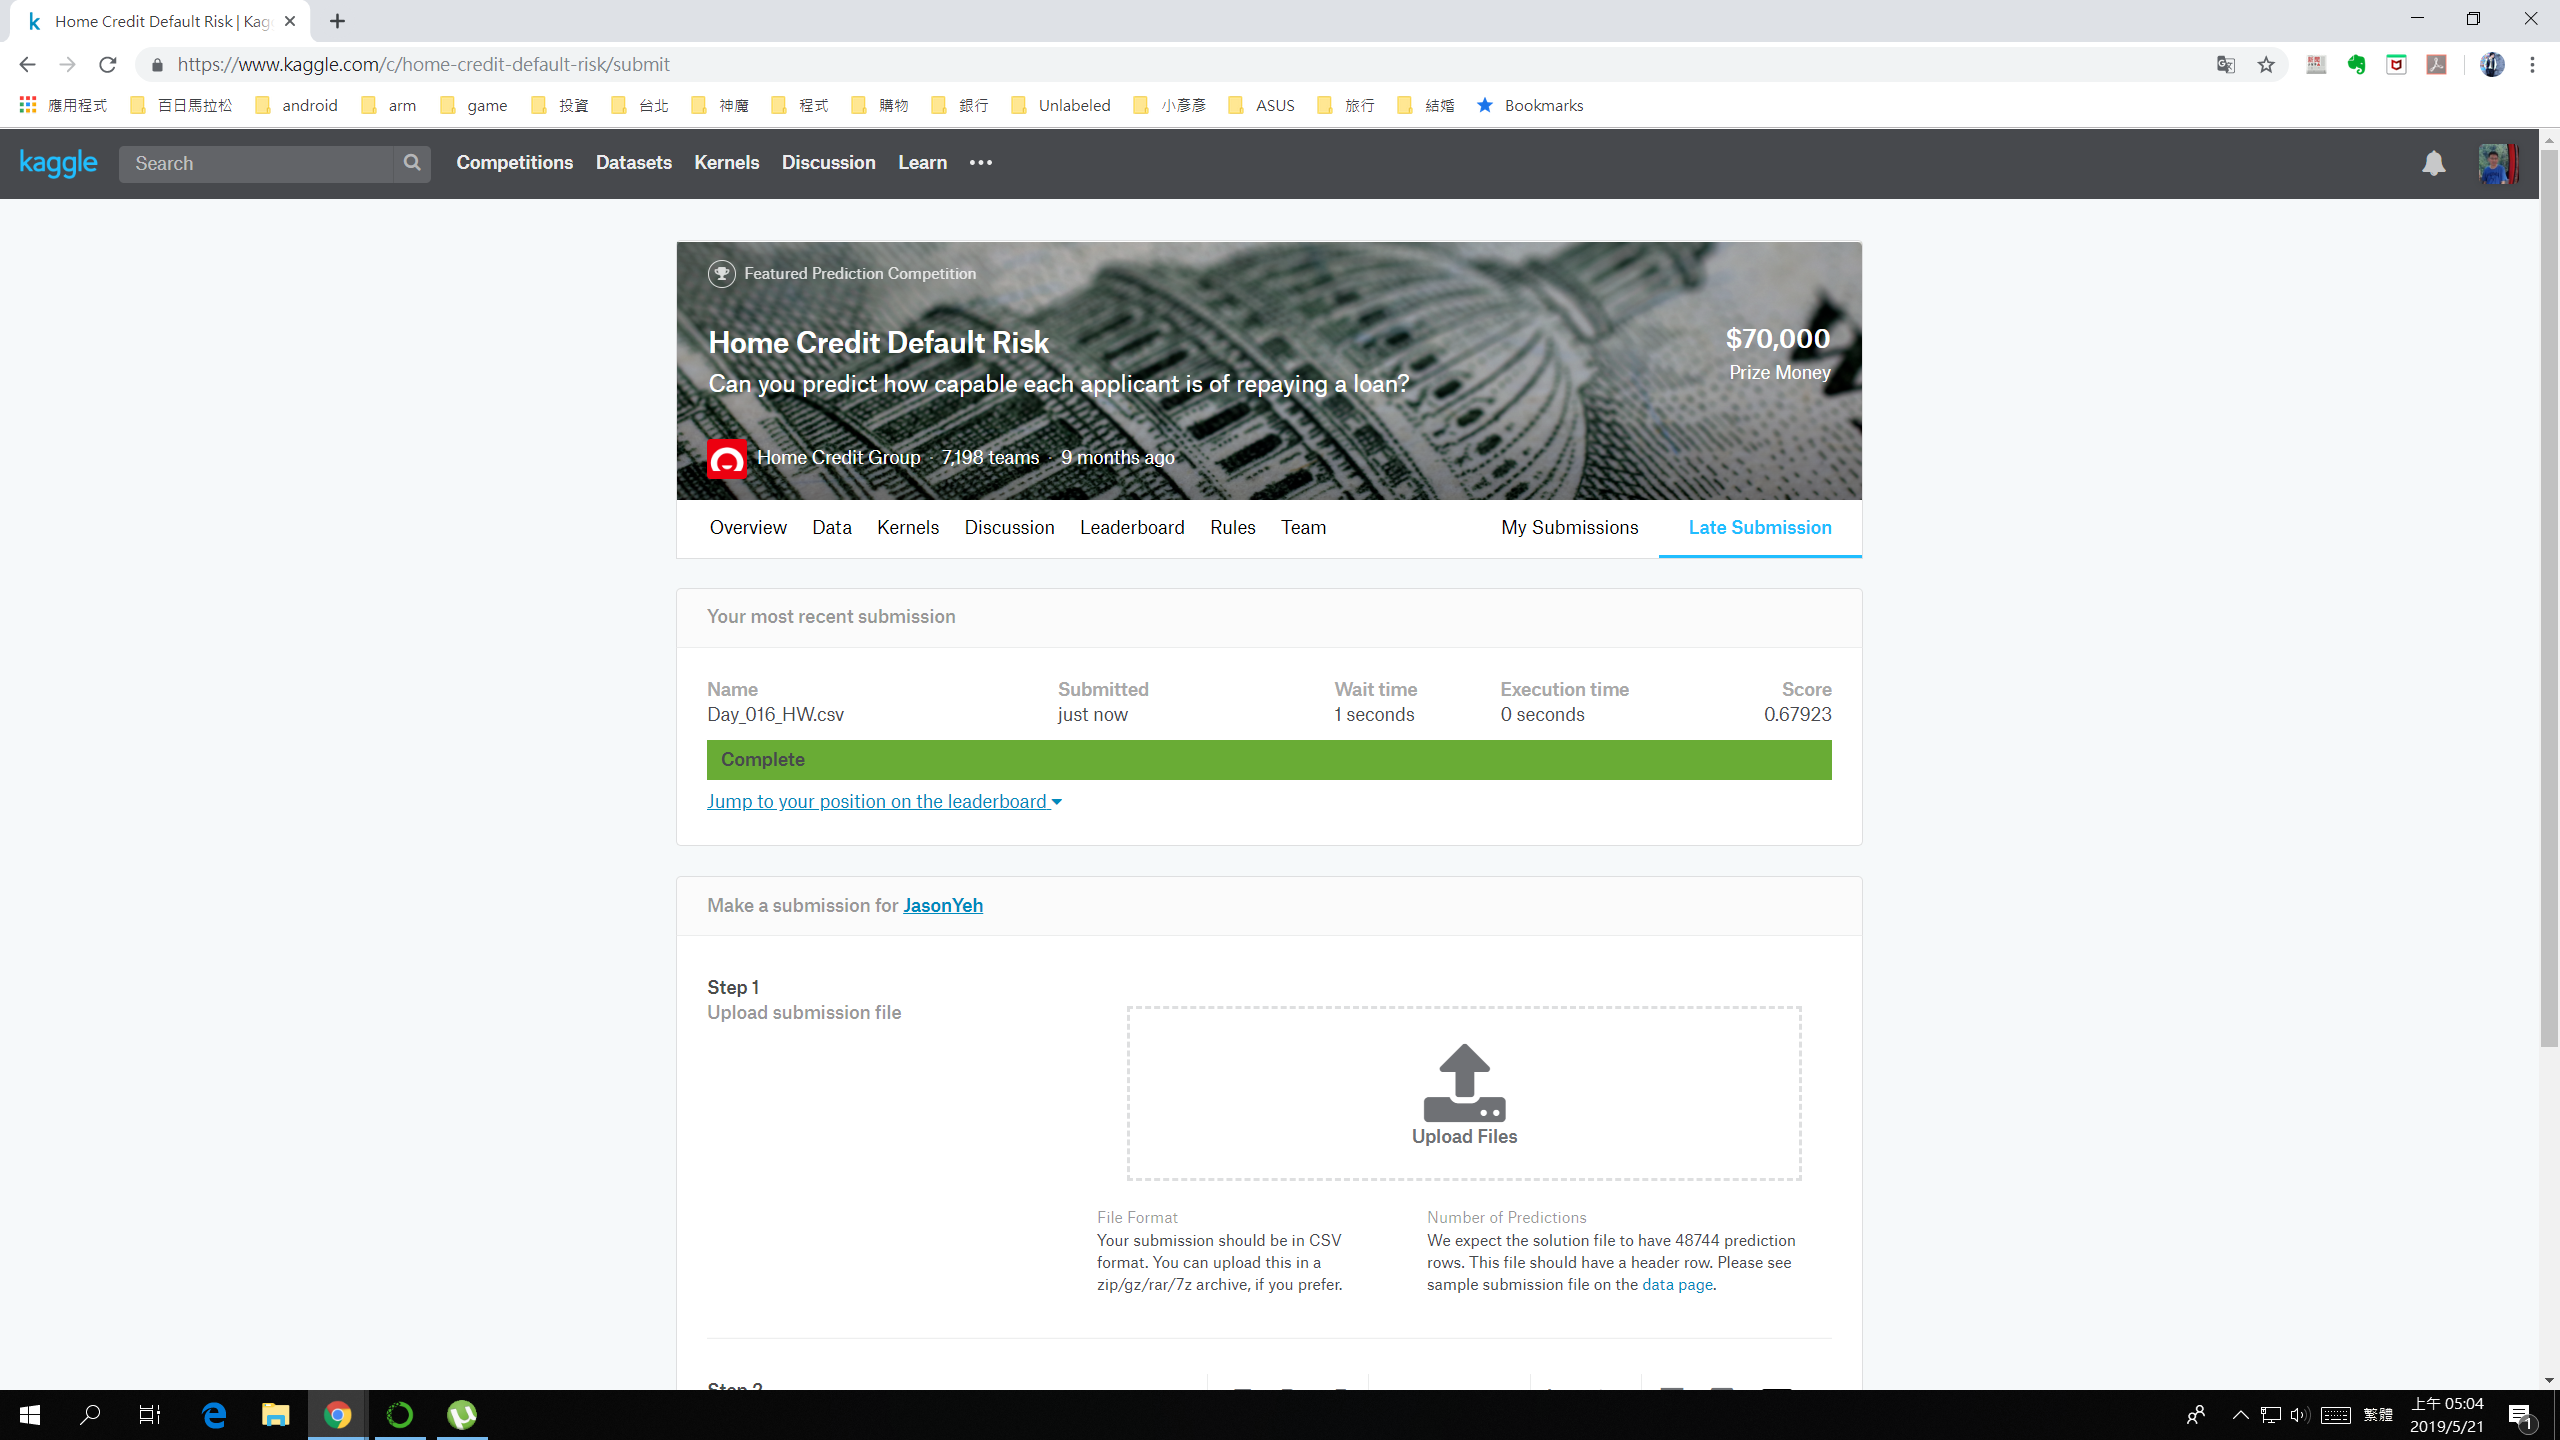 Home Credit Default Risk | Kag
https://www.kaggle.com/c/home-credit-default-risk/submit
應用程式 百日馬拉松 android arm game 投資 台北 神魔 程式 購物 銀行 Unlabeled 小彥彥 ASUS 旅行 結婚 Bookmarks
kaggle Search Competitions Datasets Kernels Discussion Learn
Featured Prediction Competition
Home Credit Default Risk
$70,000
Can you predict how capable each applicant is of repaying a loan?
Prize Money
Home Credit Group · 7,198 teams · 9 months ago
Overview Data Kernels Discussion Leaderboard Rules Team My Submissions Late Submission
Your most recent submission
Name Submitted Wait time Execution time Score
Day_016_HW.csv just now 1 seconds 0 seconds 0.67923
Complete
Jump to your position on the leaderboard
Make a submission for JasonYeh
Step 1
Upload submission file
Upload Files
File Format
Your submission should be in CSV
format. You can upload this in a
zip/gz/rar/7z archive, if you prefer.
Number of Predictions
We expect the solution file to have 48744 prediction
rows. This file should have a header row. Please see
sample submission file on the data page.
Step 2
繁體
上午 05:04
2019/5/21
1